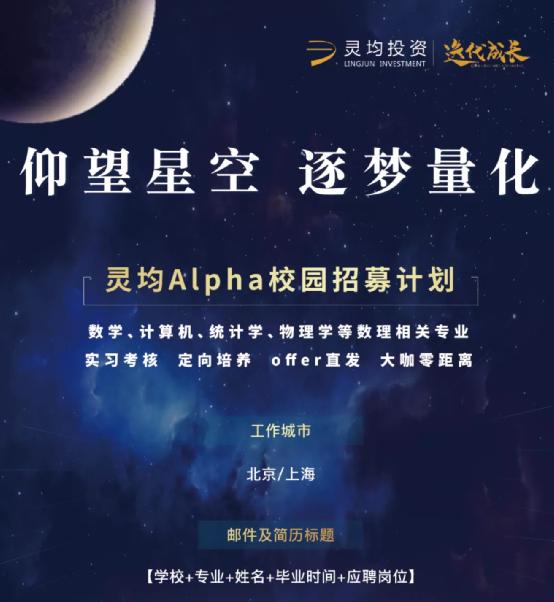 灵均投资
LINGJUN INVESTMENT
迭代成长
仰望星空 逐梦量化
灵均Alpha校园招募计划
数学、计算机、统计学、物理学等数理相关专业
实习考核 定向培养 offer直发 大咖零距离
工作城市
北京/上海
邮件及简历标题
【学校+专业+姓名+毕业时间+应聘岗位】